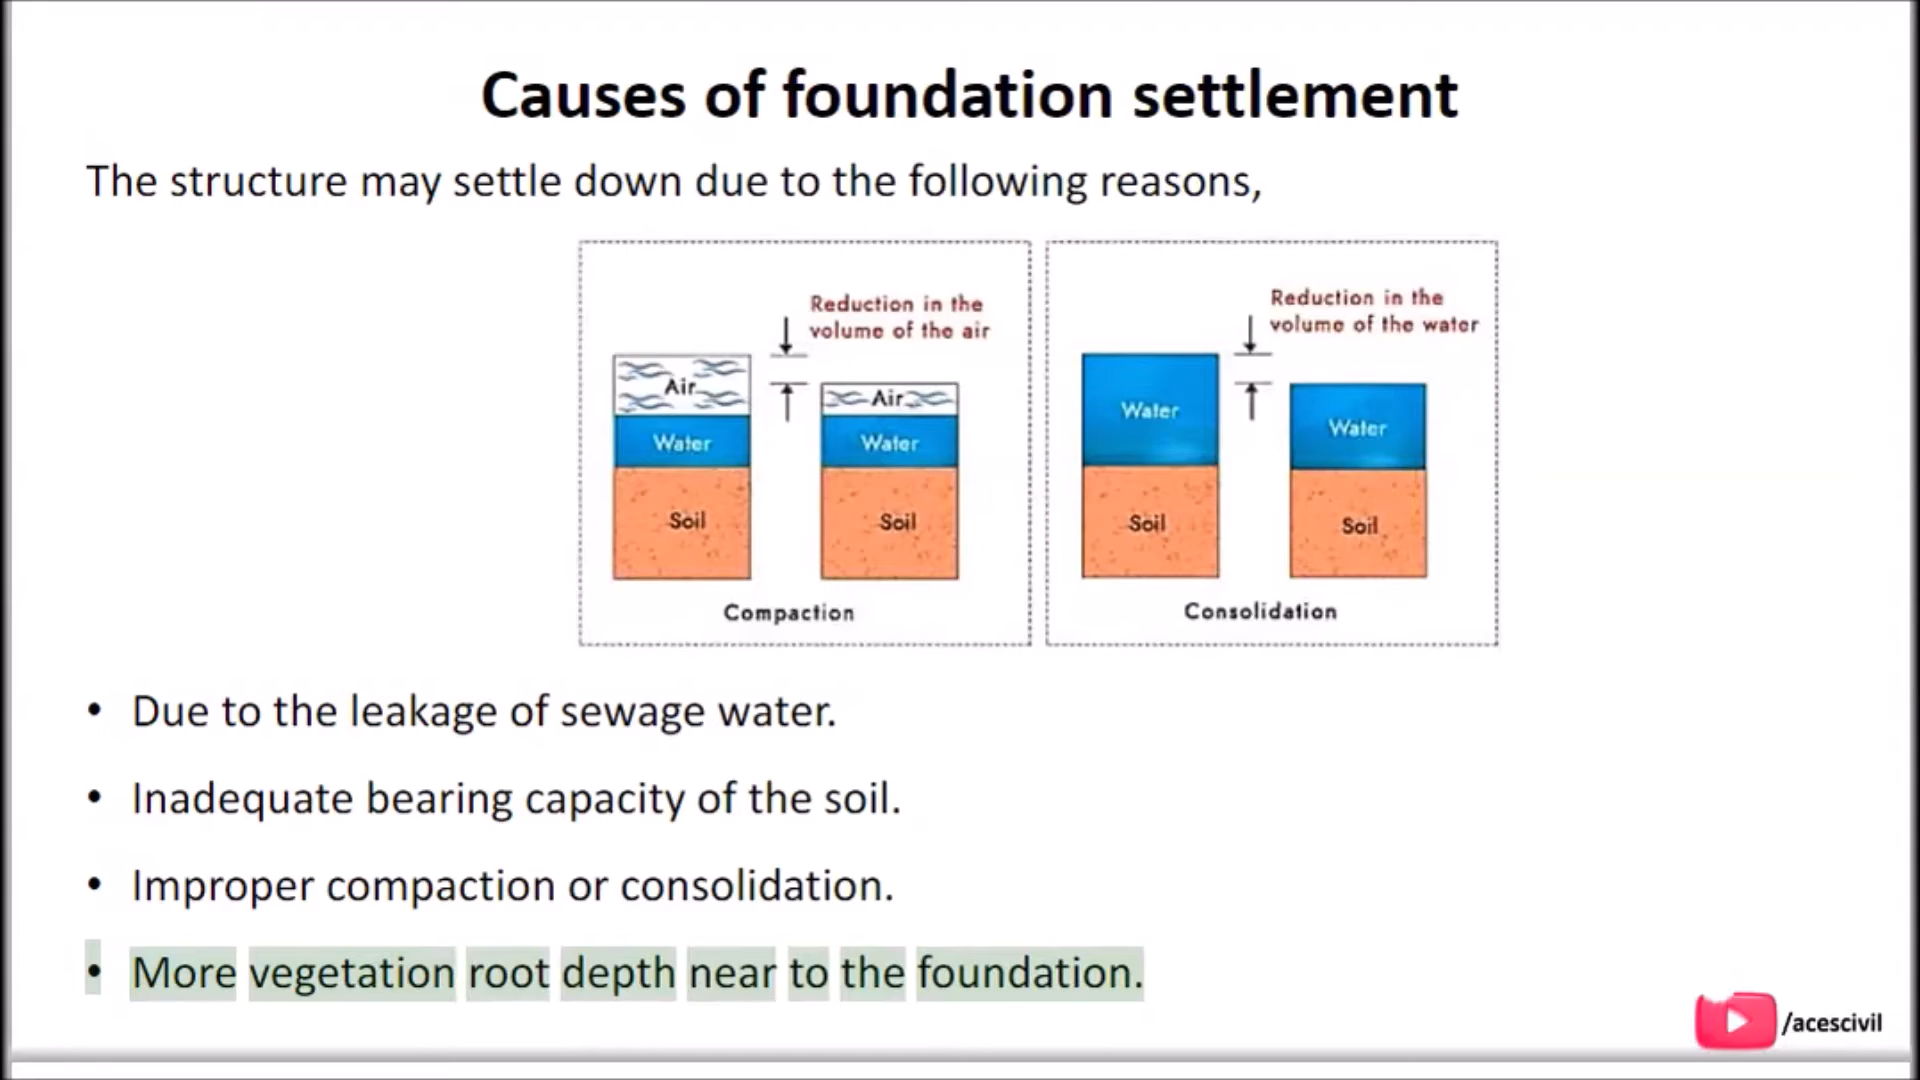 Causes of foundation settlement
The structure may settle down due to the following reasons,
Reduction in the
volume of the air
Air
Water
Soil
Air
Water
Soil
Compaction
Reduction in the
volume of the water
Water
Soil
Water
Soil
Consolidation
• Due to the leakage of sewage water.
• Inadequate bearing capacity of the soil.
• Improper compaction or consolidation.
• More vegetation root depth near to the foundation.
/acescivil